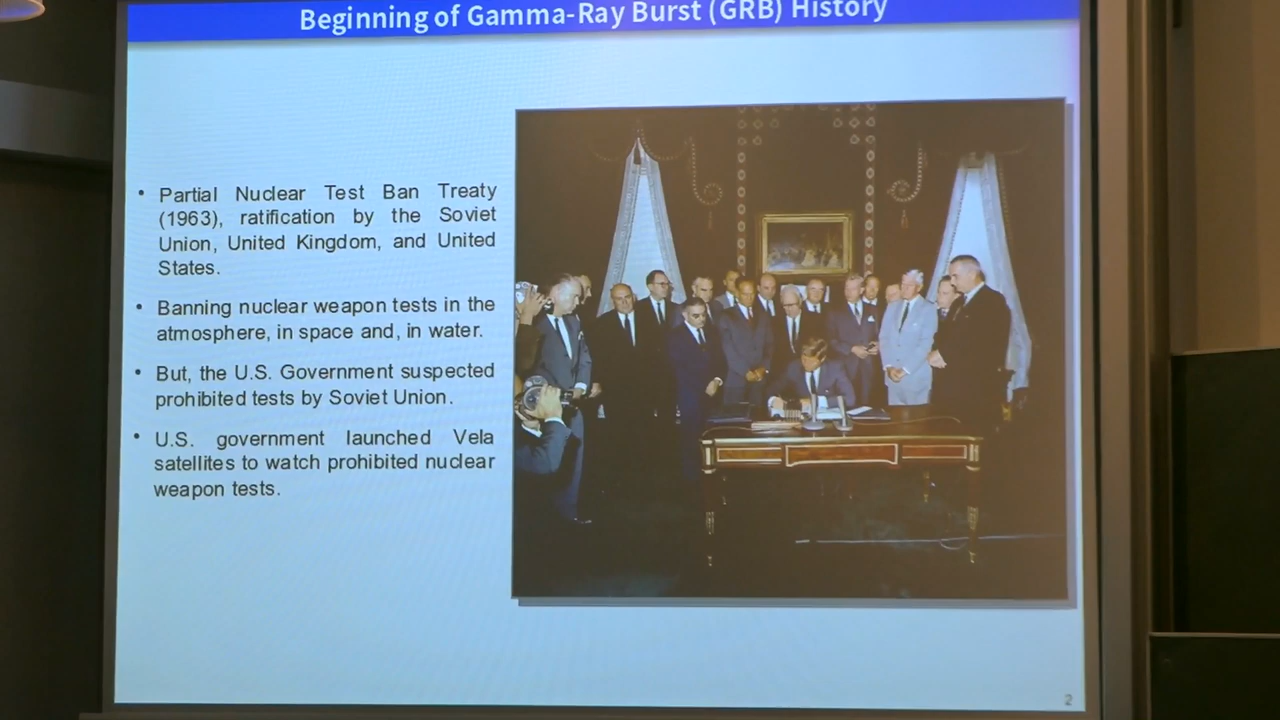 Beginning of Gamma-Ray Burst (GRB) History
• Partial Nuclear Test Ban Treaty
(1963), ratification by the Soviet
Union, United Kingdom, and United
States.
• Banning nuclear weapon tests in the
atmosphere, in space and, in water.
• But, the U.S. Government suspected
prohibited tests by Soviet Union.
• U.S. government launched Vela
satellites to watch prohibited nuclear
weapon tests.
2